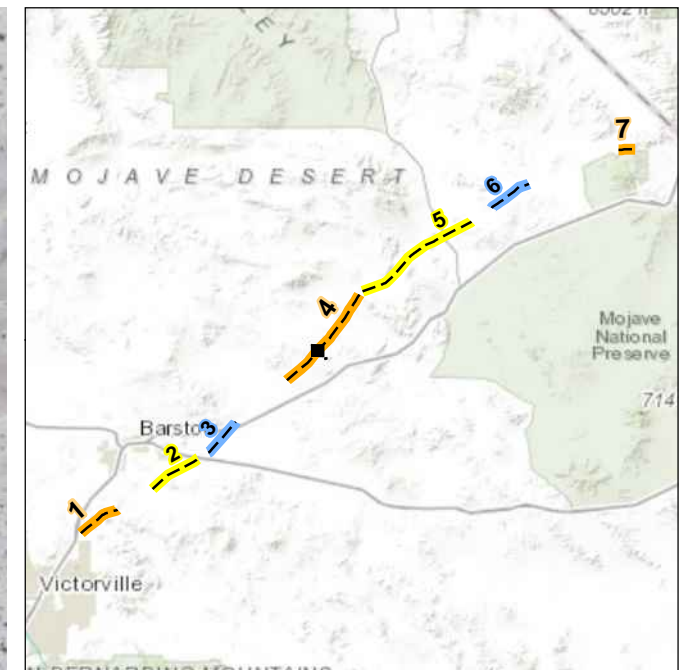 E Y
7
MOJAVE DESERT
6
5
4
Mojave
National
Preserve
714
Barsto
3
2
1
Victorville